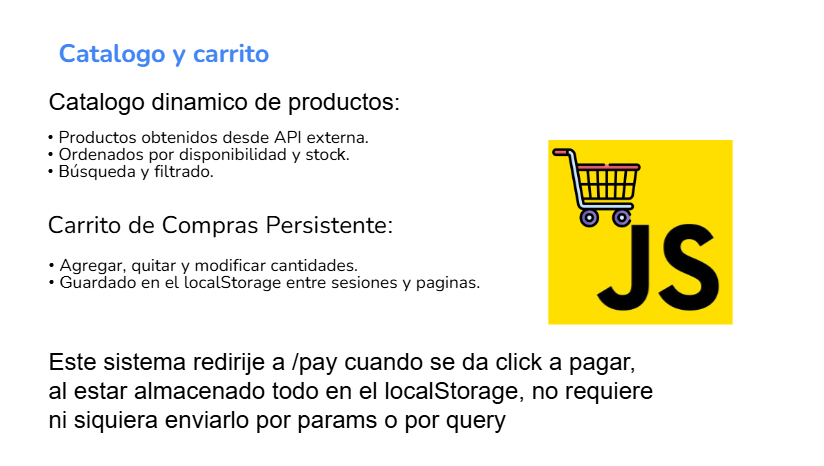 Catalogo y carrito
Catalogo dinamico de productos:
• Productos obtenidos desde API externa.
• Ordenados por disponibilidad y stock.
• Búsqueda y filtrado.
Carrito de Compras Persistente:
• Agregar, quitar y modificar cantidades.
• Guardado en el localStorage entre sesiones y paginas.
JS
Este sistema redirije a /pay cuando se da click a pagar,
al estar almacenado todo en el localStorage, no requiere
ni siquiera enviarlo por params o por query